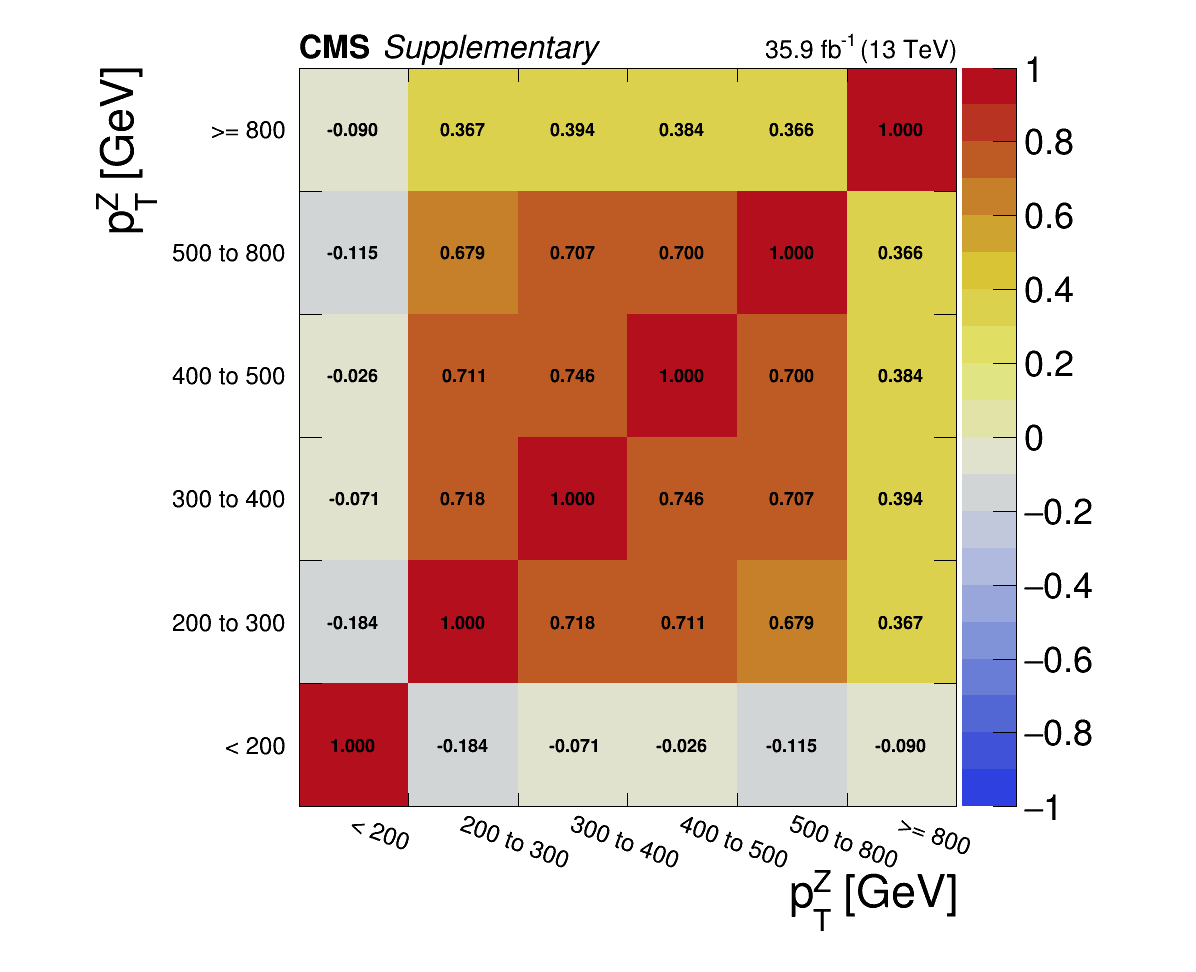 CMS Supplementary 35.9 fb-1 (13 TeV)
pTZ [GeV]
>= 800 -0.090 0.367 0.394 0.384 0.366 1.000
500 to 800 -0.115 0.679 0.707 0.700 1.000 0.366
400 to 500 -0.026 0.711 0.746 1.000 0.700 0.384
300 to 400 -0.071 0.718 1.000 0.746 0.707 0.394
200 to 300 -0.184 1.000 0.718 0.711 0.679 0.367
< 200 1.000 -0.184 -0.071 -0.026 -0.115 -0.090
< 200 200 to 300 300 to 400 400 to 500 500 to 800 >= 800
pTZ [GeV]
1
0.8
0.6
0.4
0.2
0
−0.2
−0.4
−0.6
−0.8
−1